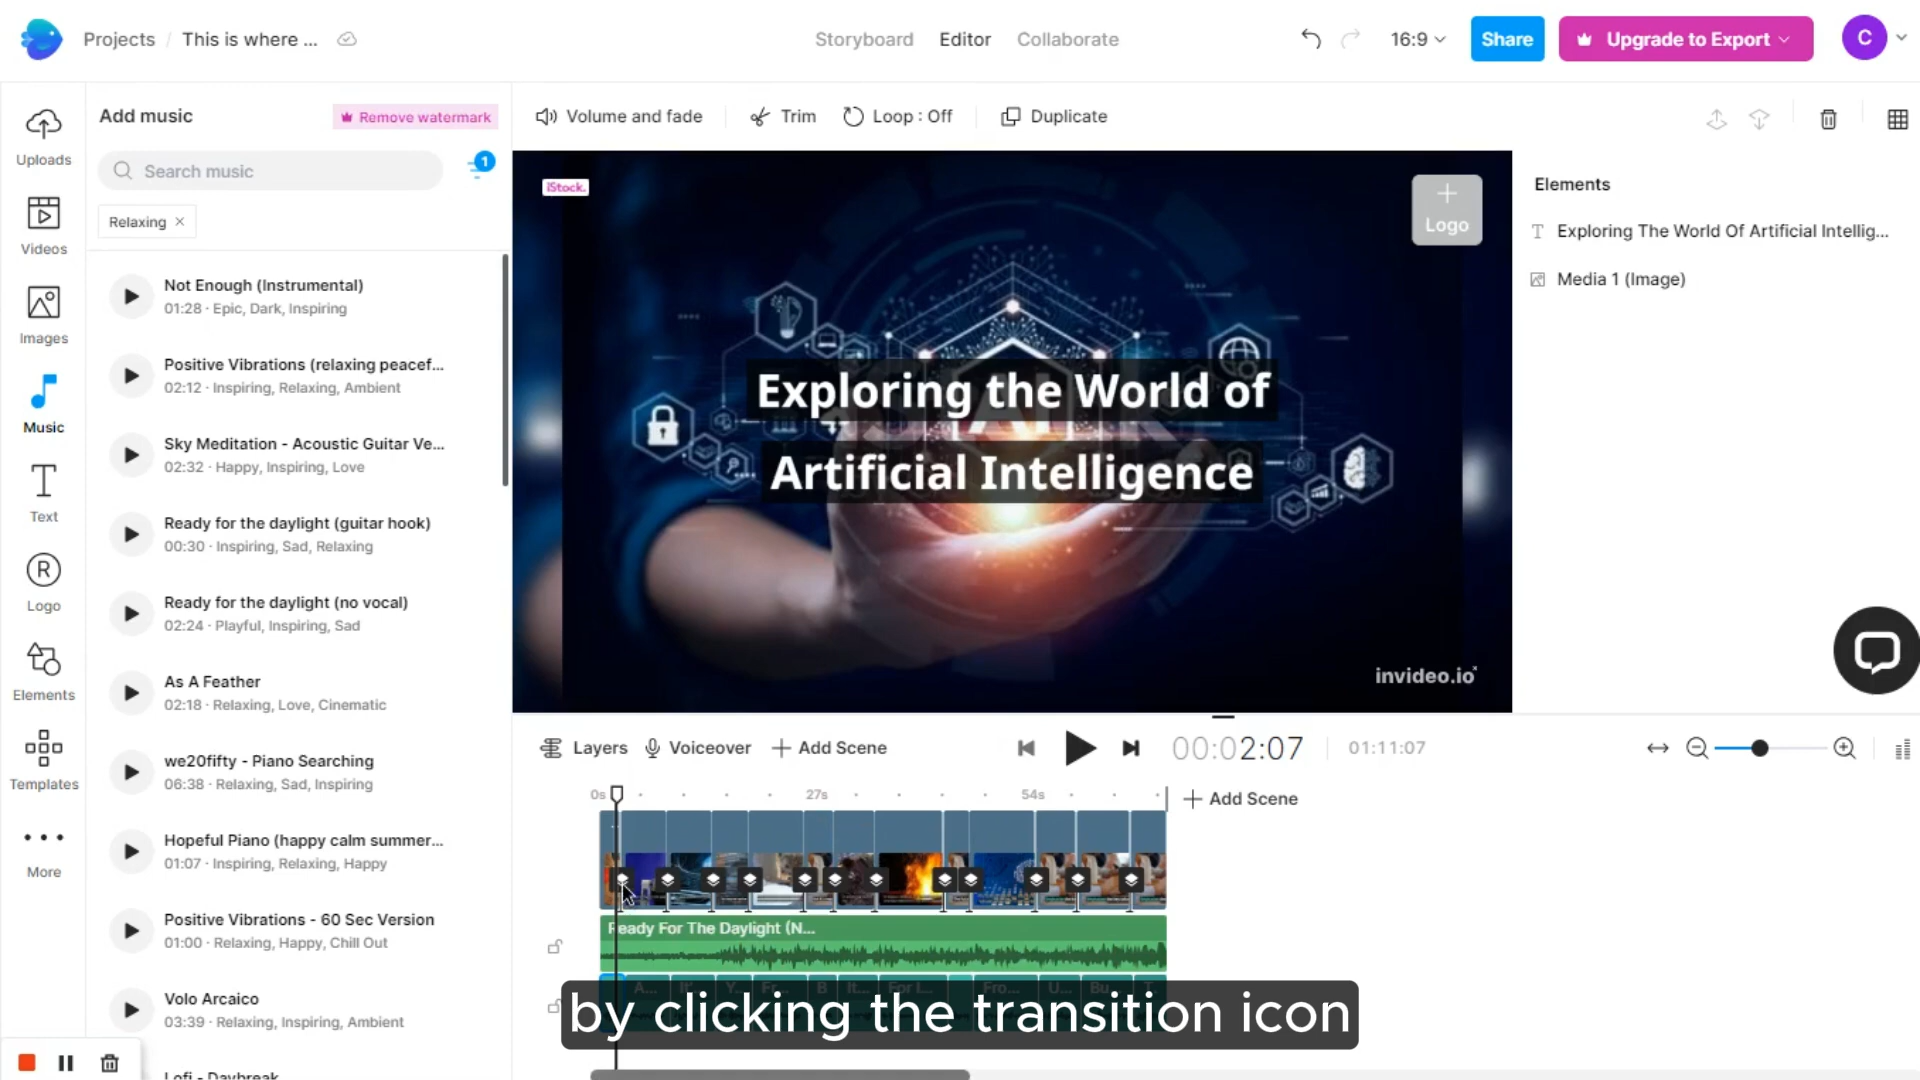 Projects / This is where ...
Storyboard
Editor
Collaborate
16:9
Share
Upgrade to Export
C
Uploads
Videos
Images
Music
Text
Logo
Elements
Templates
More
Add music
Remove watermark
Search music
1
Relaxing ×
Not Enough (Instrumental)
01:28 · Epic, Dark, Inspiring
Positive Vibrations (relaxing peacef...
02:12 · Inspiring, Relaxing, Ambient
Sky Meditation - Acoustic Guitar Ve...
02:32 · Happy, Inspiring, Love
Ready for the daylight (guitar hook)
00:30 · Inspiring, Sad, Relaxing
Ready for the daylight (no vocal)
02:24 · Playful, Inspiring, Sad
As A Feather
02:18 · Relaxing, Love, Cinematic
we20fifty - Piano Searching
06:38 · Relaxing, Sad, Inspiring
Hopeful Piano (happy calm summer...
01:07 · Inspiring, Relaxing, Happy
Positive Vibrations - 60 Sec Version
01:00 · Relaxing, Happy, Chill Out
Volo Arcaico
03:39 · Relaxing, Inspiring, Ambient
Lofi - Daybreak
Volume and fade
Trim
Loop : Off
Duplicate
iStock.
+ Logo
Exploring the World of
Artificial Intelligence
invideo.io
Elements
Exploring The World Of Artificial Intellig...
Media 1 (Image)
Layers
Voiceover
+ Add Scene
00:02:07
01:11:07
0s
27s
54s
+ Add Scene
Ready For The Daylight (N...
A... It' Y... Fr... B It... For I... Fro... U... Bu... T
by clicking the transition icon